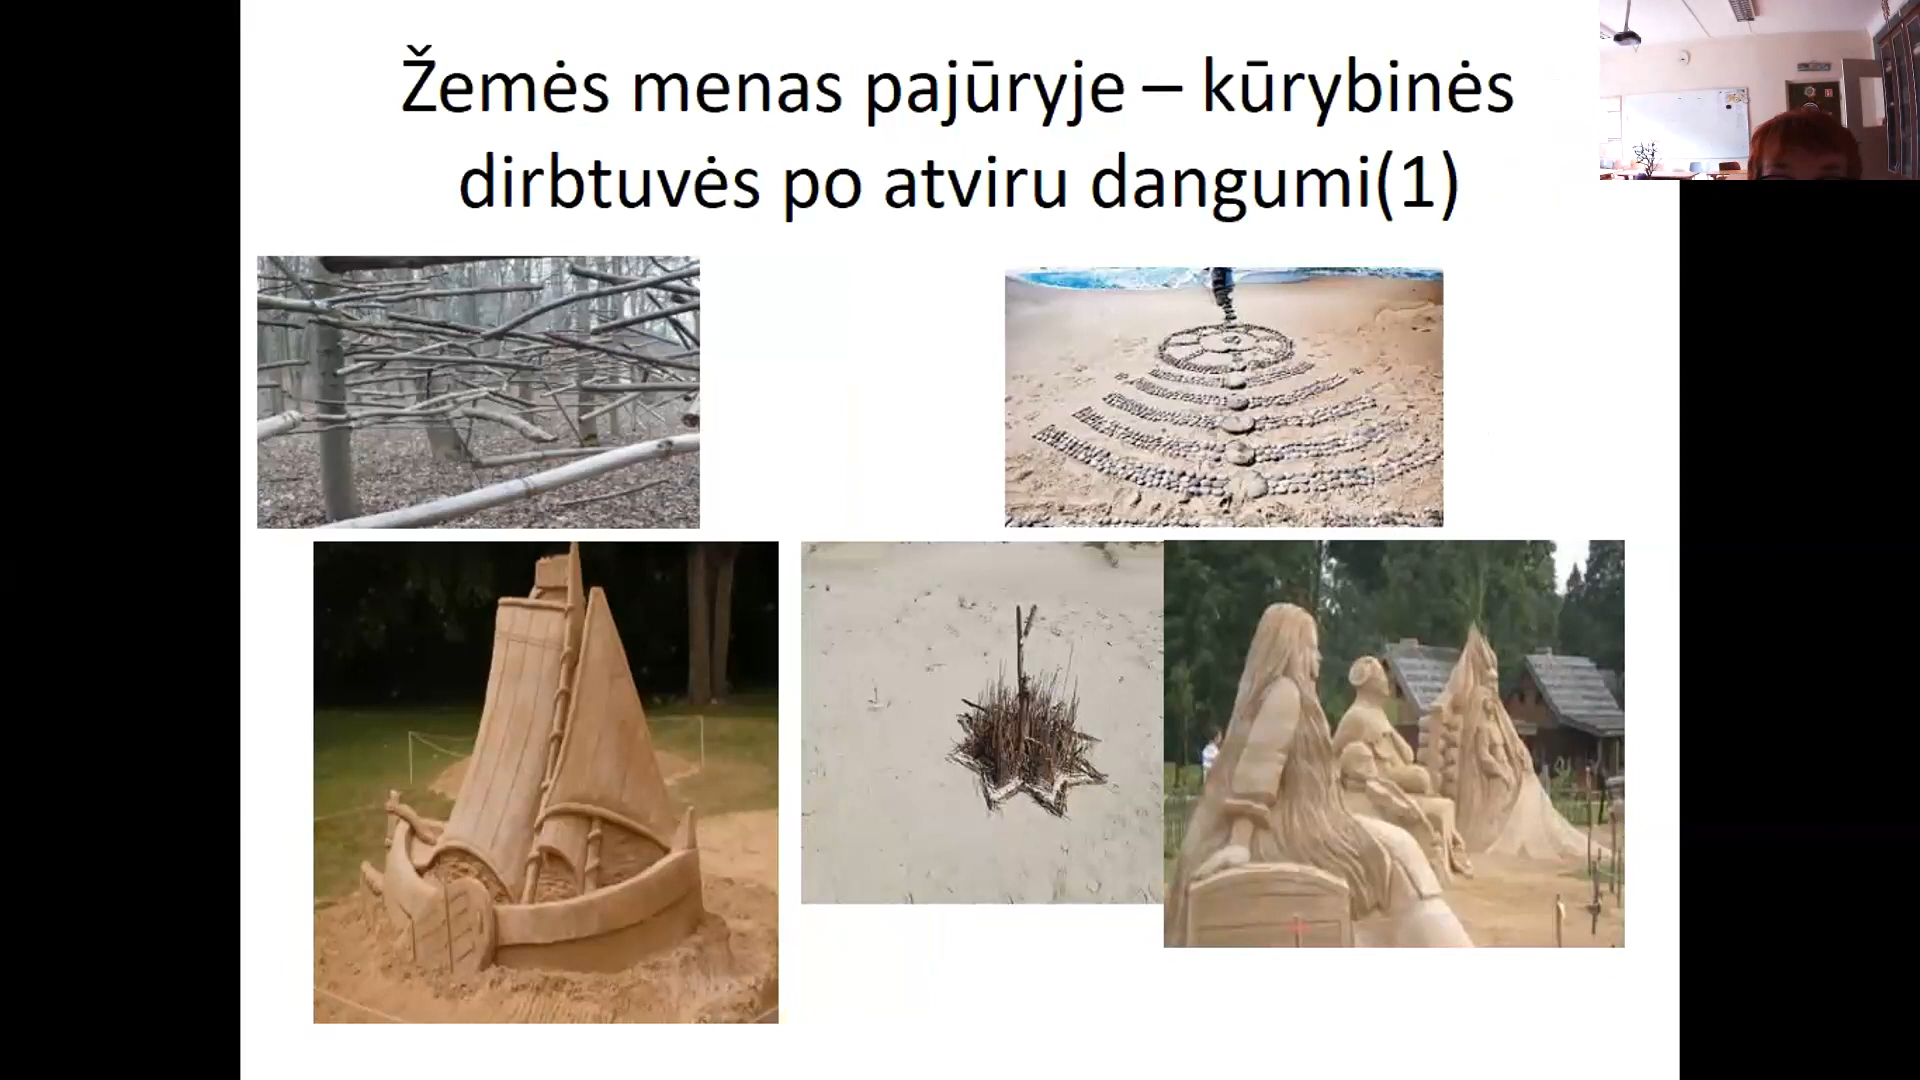 Žemės menas pajūryje – kūrybinės
dirbtuvės po atviru dangumi(1)